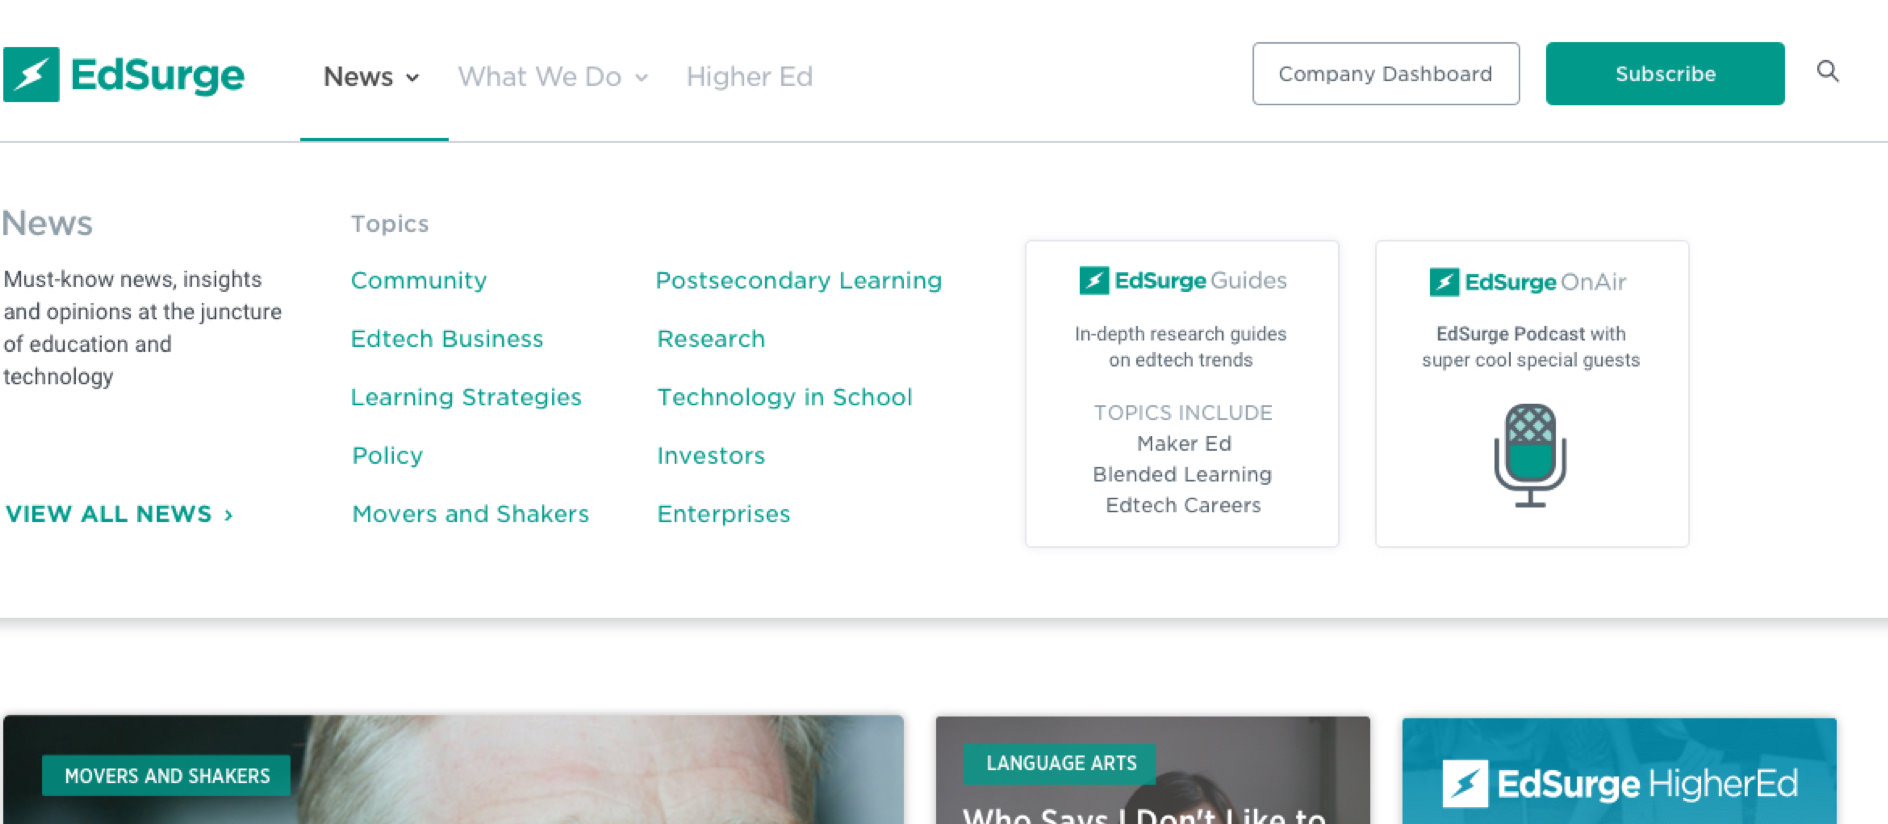 EdSurge
News
What We Do
Higher Ed
Company Dashboard
Subscribe
News
Must-know news, insights
and opinions at the juncture
of education and
technology
VIEW ALL NEWS >
Topics
Community
Edtech Business
Learning Strategies
Policy
Movers and Shakers
Postsecondary Learning
Research
Technology in School
Investors
Enterprises
EdSurge Guides
In-depth research guides
on edtech trends
TOPICS INCLUDE
Maker Ed
Blended Learning
Edtech Careers
EdSurge OnAir
EdSurge Podcast with
super cool special guests
MOVERS AND SHAKERS
LANGUAGE ARTS
Who Says I Don't Like to
EdSurge HigherEd